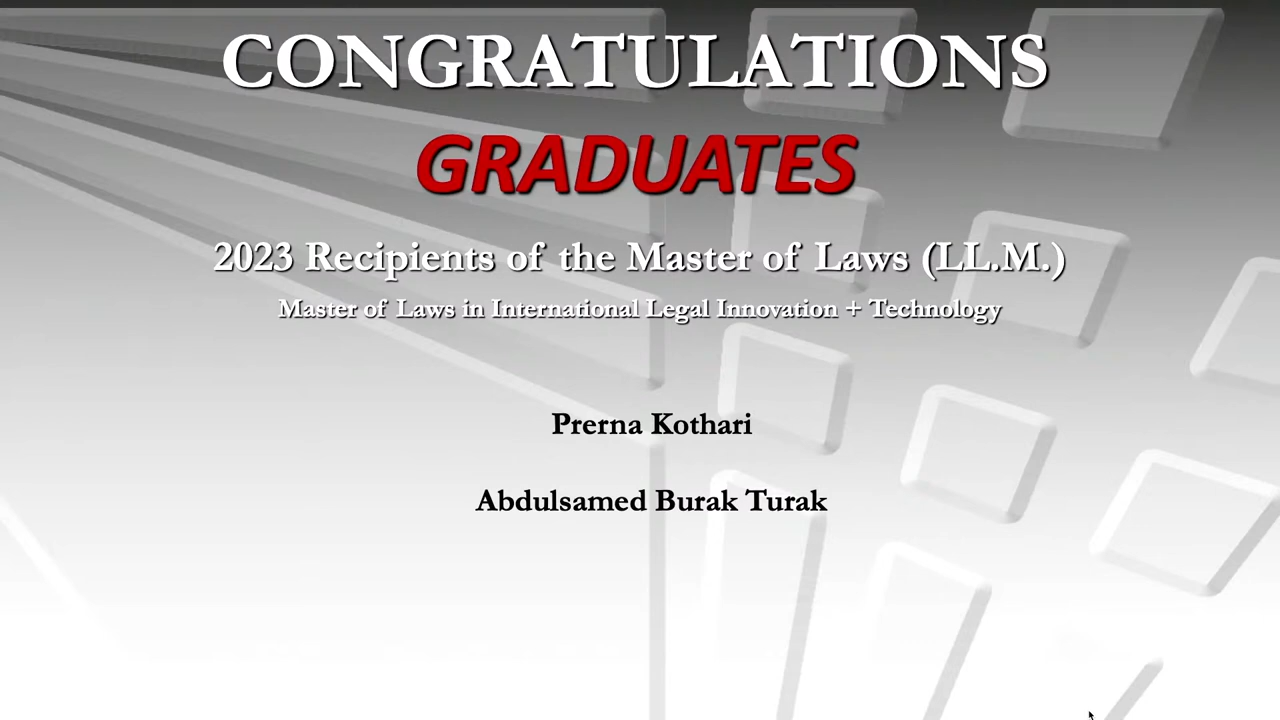 CONGRATULATIONS
GRADUATES
2023 Recipients of the Master of Laws (LL.M.)
Master of Laws in International Legal Innovation + Technology
Prerna Kothari
Abdulsamed Burak Turak